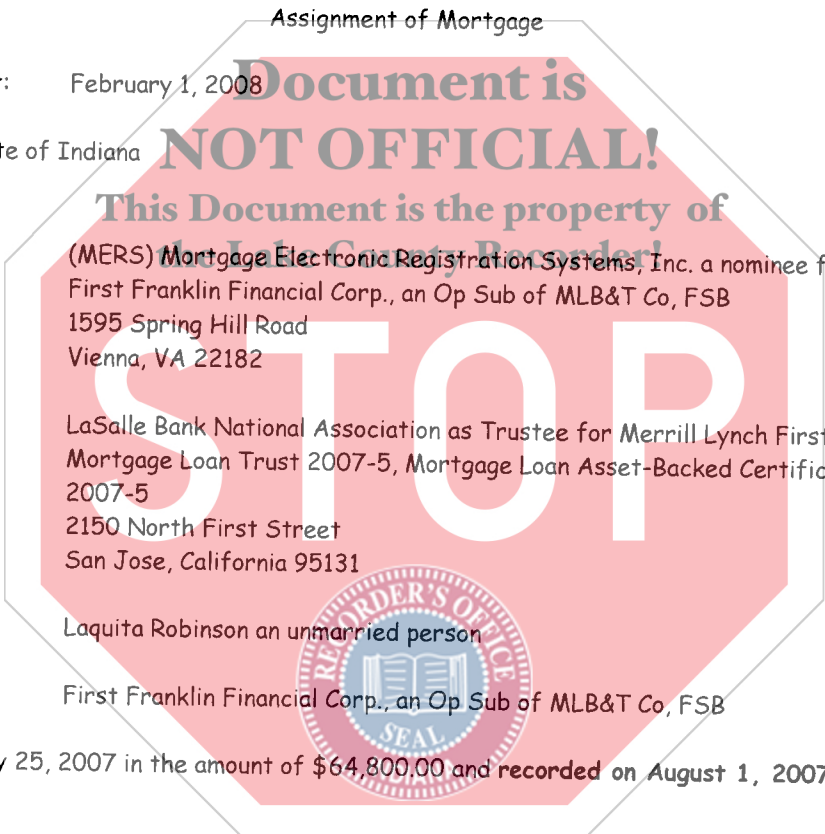 Assignment of Mortgage
Document is
February 1, 2008
NOT OFFICIAL!
te of Indiana
This Document is the property of
the Lake County Recorder!
(MERS) Mortgage Electronic Registration Systems, Inc. a nominee f
First Franklin Financial Corp., an Op Sub of MLB&T Co, FSB
1595 Spring Hill Road
Vienna, VA 22182
STOP
LaSalle Bank National Association as Trustee for Merrill Lynch First
Mortgage Loan Trust 2007-5, Mortgage Loan Asset-Backed Certific
2007-5
2150 North First Street
San Jose, California 95131
RECORDER'S OFFICE
Laquita Robinson an unmarried person
First Franklin Financial Corp., an Op Sub of MLB&T Co, FSB
SEAL
y 25, 2007 in the amount of $64,800.00 and recorded on August 1, 2007
INDIANA